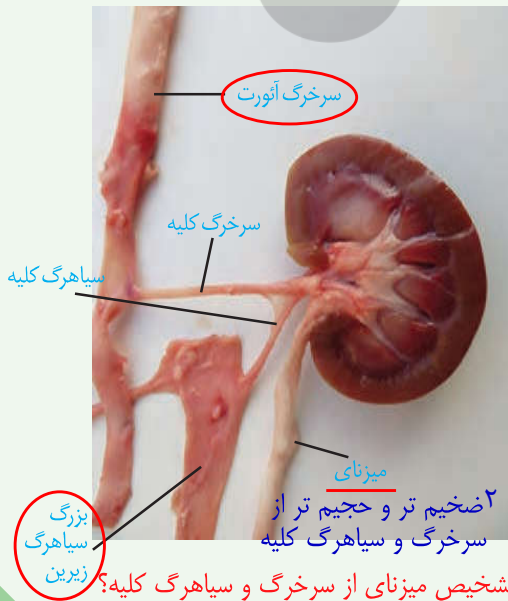 سرخرگ آئورت
سرخرگ کلیه
سیاهرگ کلیه
میزنای
بزرگ
سیاهرگ
زیرین
۲ضخیم تر و حجیم تر از
سرخرگ و سیاهرگ کلیه
شخیص میزنای از سرخرگ و سیاهرگ کلیه؟